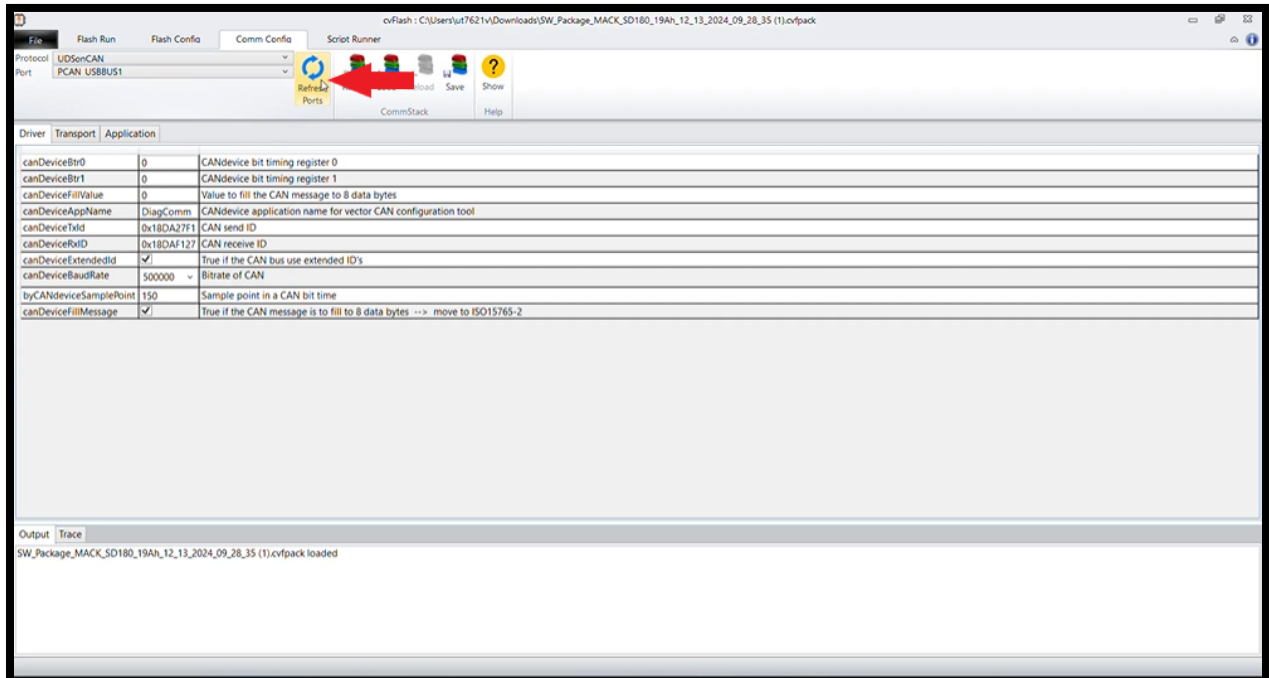 cvFlash : C:\Users\ut7621v\Downloads\SW_Package_MACK_SD180_19Ah_12_13_2024_09_28_35 (1).cvfpack
File Flash Run Flash Config Comm Config Script Runner
Protocol UDSonCAN
Port PCAN USBBUS1
Refresh Ports
Save
Show
CommStack
Help
Driver Transport Application
canDeviceBtr0 0 CANdevice bit timing register 0
canDeviceBtr1 0 CANdevice bit timing register 1
canDeviceFillValue 0 Value to fill the CAN message to 8 data bytes
canDeviceAppName DiagComm CANdevice application name for vector CAN configuration tool
canDeviceTxId 0x18DA27F1 CAN send ID
canDeviceRxID 0x18DAF127 CAN receive ID
canDeviceExtendedId True if the CAN bus use extended ID's
canDeviceBaudRate 500000 Bitrate of CAN
byCANdeviceSamplePoint 150 Sample point in a CAN bit time
canDeviceFillMessage True if the CAN message is to fill to 8 data bytes --> move to ISO15765-2
Output Trace
SW_Package_MACK_SD180_19Ah_12_13_2024_09_28_35 (1).cvfpack loaded